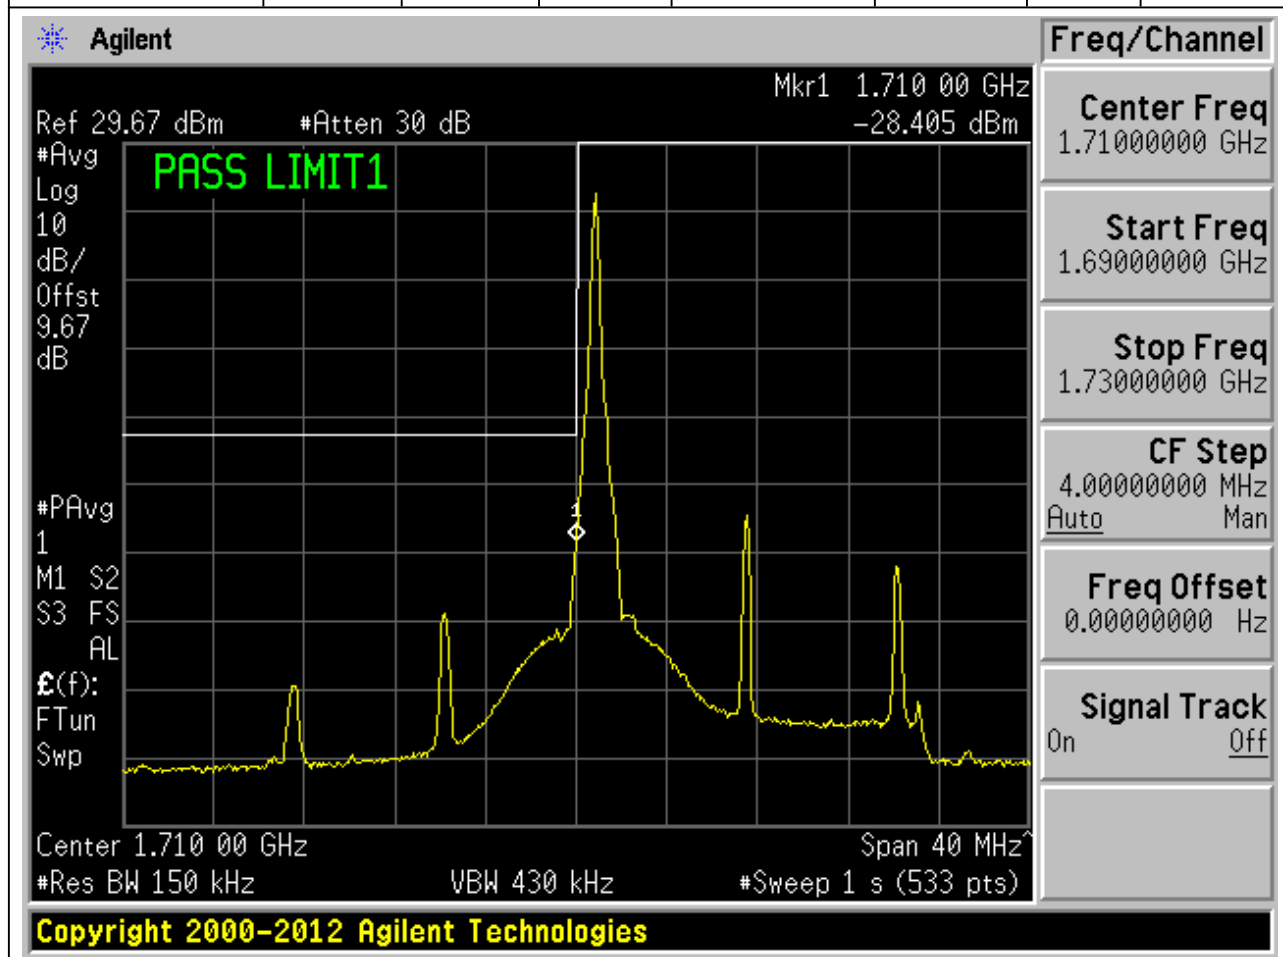 Agilent
Freq/Channel
Mkr1 1.710 00 GHz
Ref 29.67 dBm #Atten 30 dB -28.405 dBm
#Avg
Log
10
dB/
Offst
9.67
dB
PASS LIMIT1
1
#PAvg
1
M1 S2
S3 FS
AL
£(f):
FTun
Swp
Center 1.710 00 GHz Span 40 MHz^
#Res BW 150 kHz VBW 430 kHz #Sweep 1 s (533 pts)
Copyright 2000-2012 Agilent Technologies
Center Freq
1.71000000 GHz
Start Freq
1.69000000 GHz
Stop Freq
1.73000000 GHz
CF Step
4.00000000 MHz
Auto Man
Freq Offset
0.00000000 Hz
Signal Track
On Off